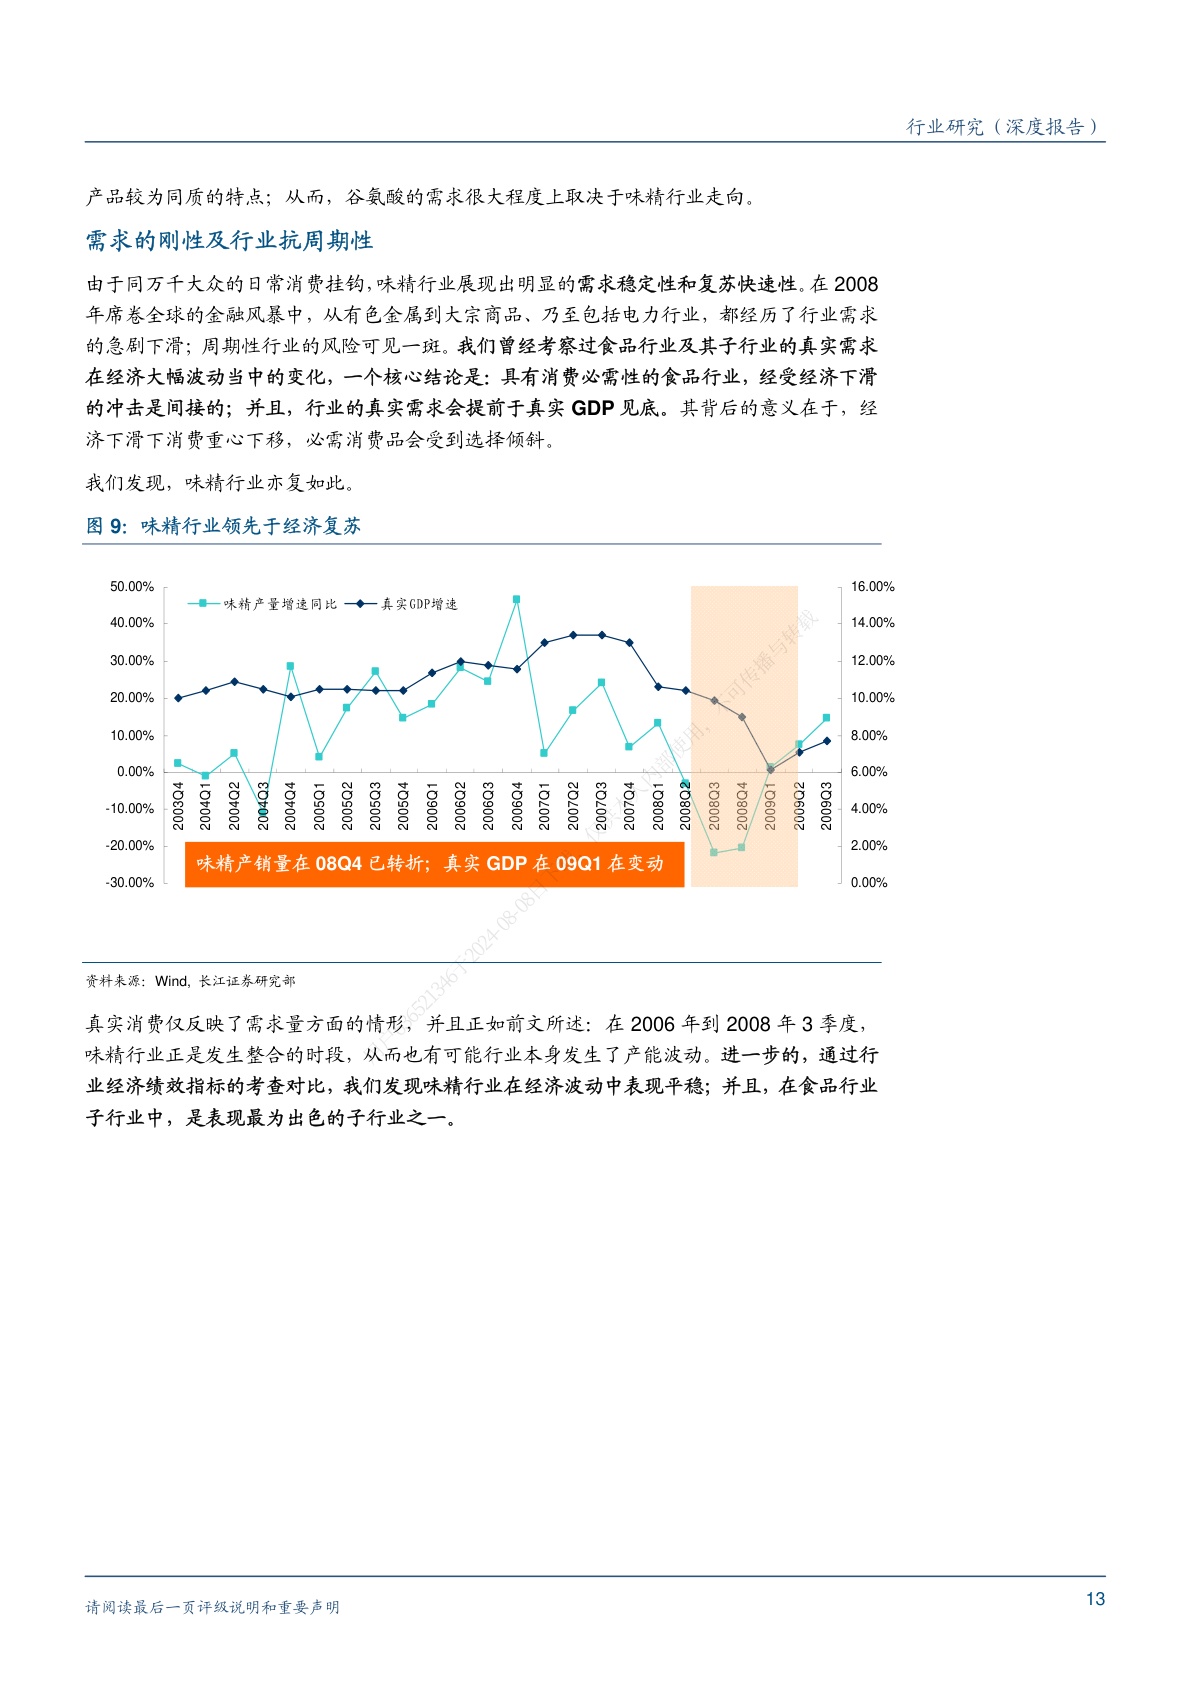 行业研究（深度报告）
产品较为同质的特点；从而，谷氨酸的需求很大程度上取决于味精行业走向。
需求的刚性及行业抗周期性
由于同万千大众的日常消费挂钩，味精行业展现出明显的需求稳定性和复苏快速性。在 2008
年席卷全球的金融风暴中，从有色金属到大宗商品、乃至包括电力行业，都经历了行业需求
的急剧下滑；周期性行业的风险可见一斑。我们曾经考察过食品行业及其子行业的真实需求
在经济大幅波动当中的变化，一个核心结论是：具有消费必需性的食品行业，经受经济下滑
的冲击是间接的；并且，行业的真实需求会提前于真实 GDP 见底。其背后的意义在于，经
济下滑下消费重心下移，必需消费品会受到选择倾斜。
我们发现，味精行业亦复如此。
图 9：味精行业领先于经济复苏
味精产量增速同比 真实GDP增速
50.00%
40.00%
30.00%
20.00%
10.00%
0.00%
-10.00%
-20.00%
-30.00%
16.00%
14.00%
12.00%
10.00%
8.00%
6.00%
4.00%
2.00%
0.00%
2003Q4
2004Q1
2004Q2
2004Q3
2004Q4
2005Q1
2005Q2
2005Q3
2005Q4
2006Q1
2006Q2
2006Q3
2006Q4
2007Q1
2007Q2
2007Q3
2007Q4
2008Q1
2008Q2
2008Q3
2008Q4
2009Q1
2009Q2
2009Q3
味精产销量在 08Q4 已转折；真实 GDP 在 09Q1 在变动
资料来源：Wind, 长江证券研究部
真实消费仅反映了需求量方面的情形，并且正如前文所述：在 2006 年到 2008 年 3 季度，
味精行业正是发生整合的时段，从而也有可能行业本身发生了产能波动。进一步的，通过行
业经济绩效指标的考查对比，我们发现味精行业在经济波动中表现平稳；并且，在食品行业
子行业中，是表现最为出色的子行业之一。
请阅读最后一页评级说明和重要声明
13